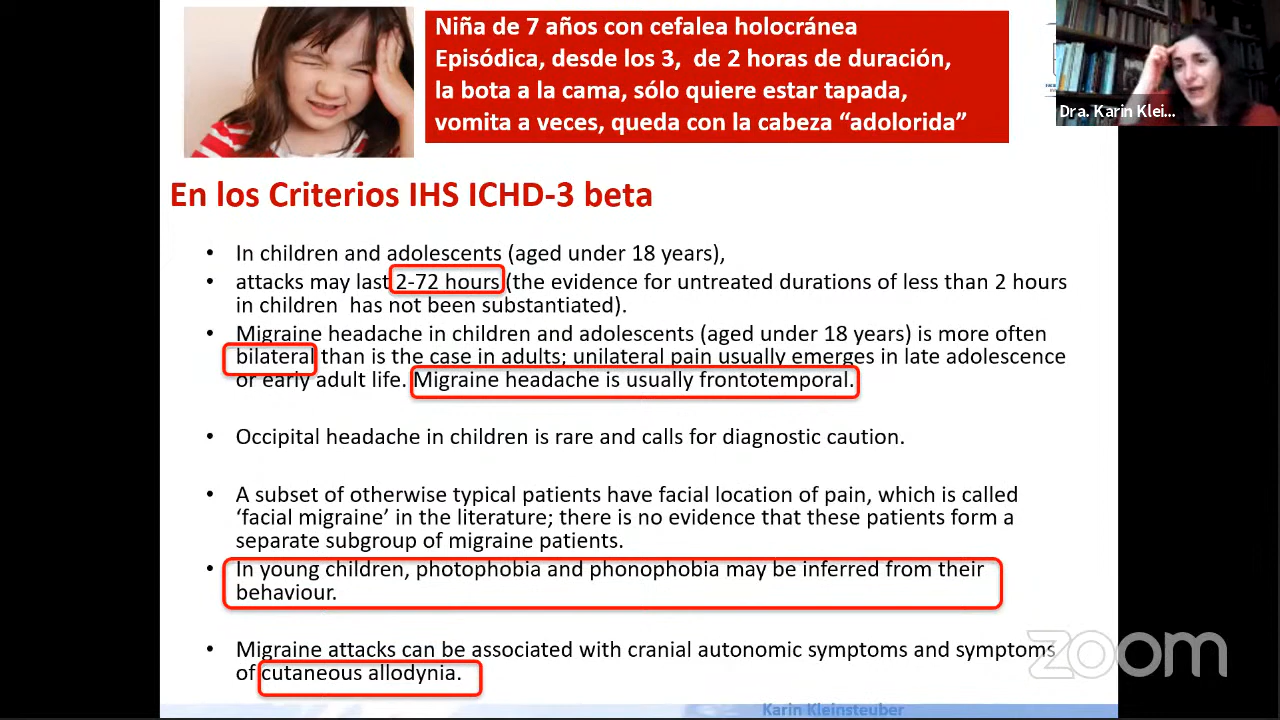 Niña de 7 años con cefalea holocránea
Episódica, desde los 3, de 2 horas de duración,
la bota a la cama, sólo quiere estar tapada,
vomita a veces, queda con la cabeza “adolorida”
Dra. Karin Klei...
En los Criterios IHS ICHD-3 beta
• In children and adolescents (aged under 18 years),
• attacks may last 2-72 hours (the evidence for untreated durations of less than 2 hours
in children has not been substantiated).
• Migraine headache in children and adolescents (aged under 18 years) is more often
bilateral than is the case in adults; unilateral pain usually emerges in late adolescence
or early adult life. Migraine headache is usually frontotemporal.
• Occipital headache in children is rare and calls for diagnostic caution.
• A subset of otherwise typical patients have facial location of pain, which is called
‘facial migraine’ in the literature; there is no evidence that these patients form a
separate subgroup of migraine patients.
• In young children, photophobia and phonophobia may be inferred from their
behaviour.
• Migraine attacks can be associated with cranial autonomic symptoms and symptoms
of cutaneous allodynia.
zoom
Karin Kleinsteuber